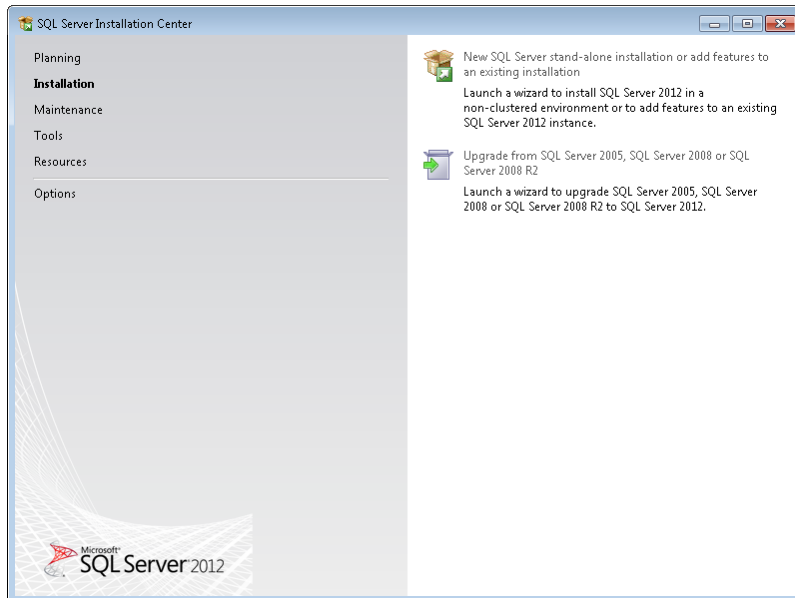 SQL Server Installation Center
Planning
Installation
Maintenance
Tools
Resources
Options
New SQL Server stand-alone installation or add features to
an existing installation
Launch a wizard to install SQL Server 2012 in a
non-clustered environment or to add features to an existing
SQL Server 2012 instance.
Upgrade from SQL Server 2005, SQL Server 2008 or SQL
Server 2008 R2
Launch a wizard to upgrade SQL Server 2005, SQL Server
2008 or SQL Server 2008 R2 to SQL Server 2012.
Microsoft®
SQL Server® 2012